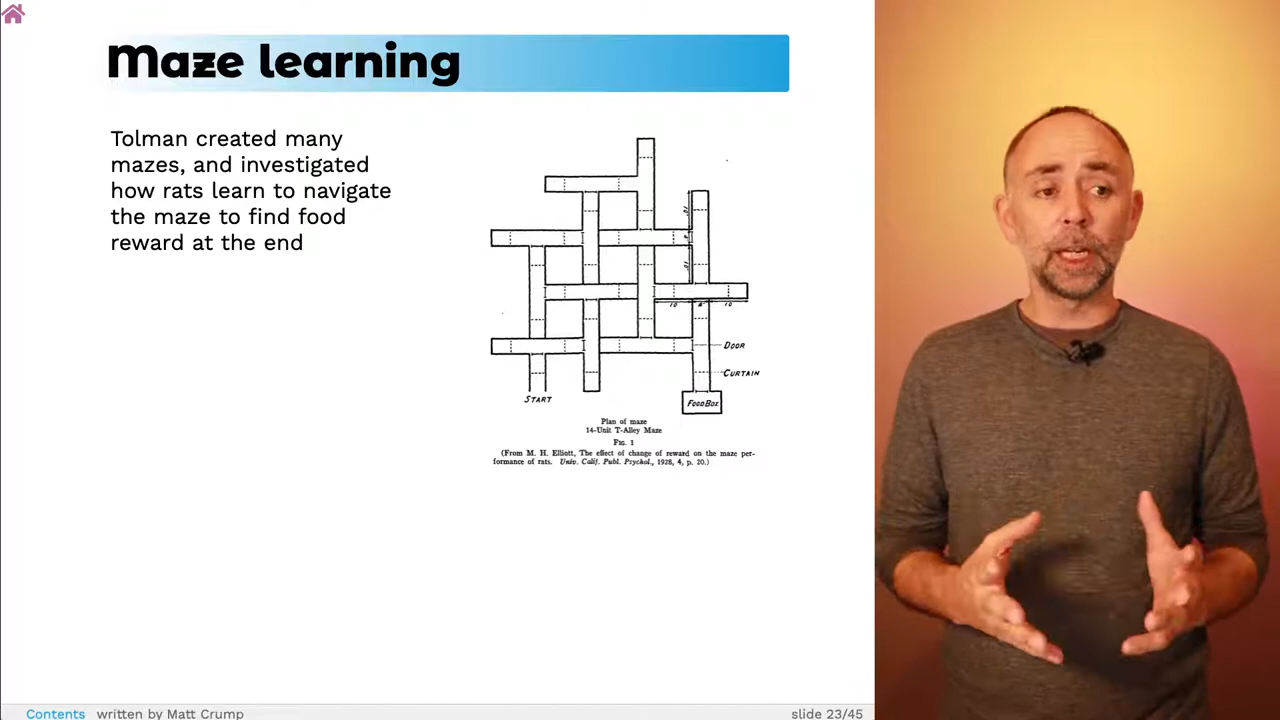 Maze learning
Tolman created many
mazes, and investigated
how rats learn to navigate
the maze to find food
reward at the end
10
DOOR
CURTAIN
START
FOOD BOX
Plan of maze
14-Unit T-Alley Maze
FIG. 1
(From M. H. Elliott, The effect of change of reward on the maze per-
formance of rats. Univ. Calif. Publ. Psychol., 1928, 4, p. 20.)
Contents written by Matt Crump
slide 23/45